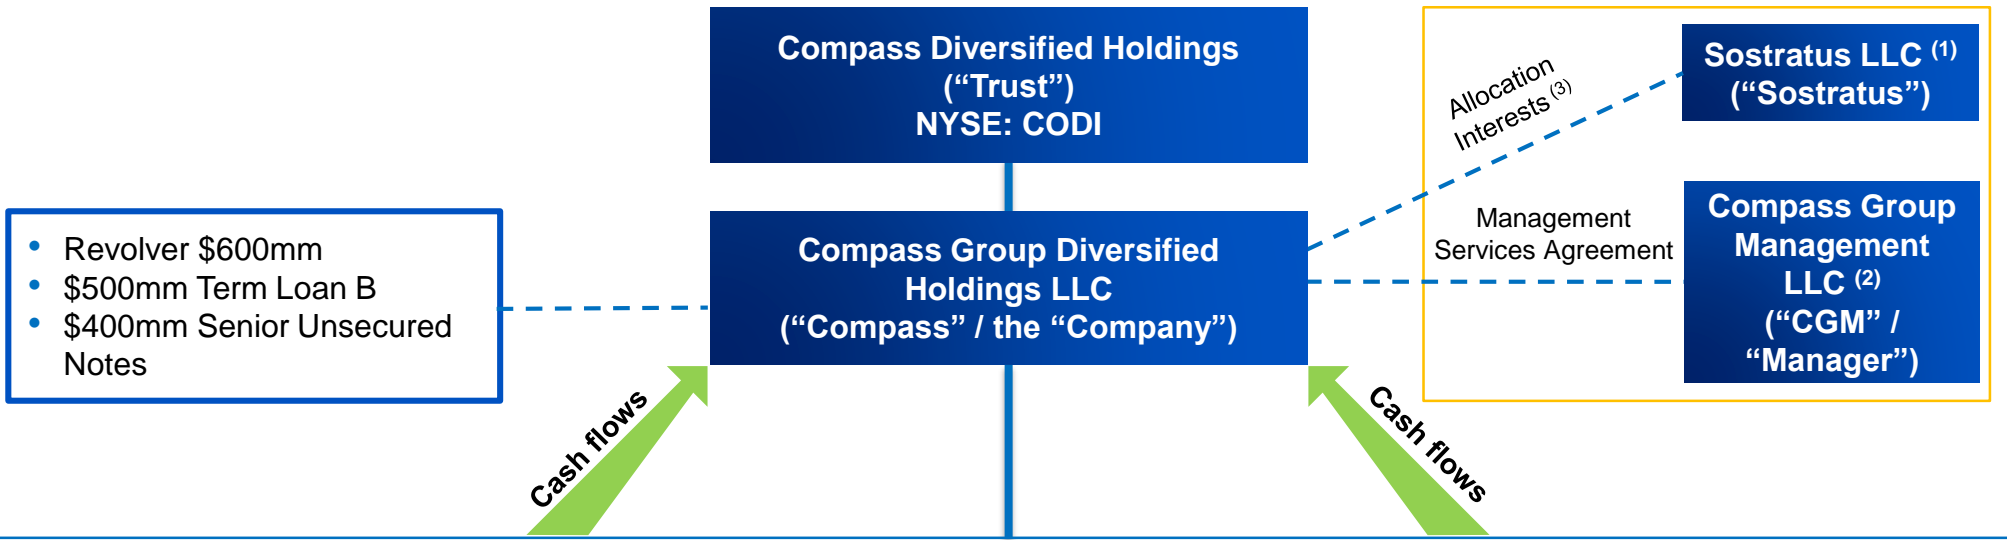 Compass Diversified Holdings
(“Trust”)
NYSE: CODI
Sostratus LLC (1)
(“Sostratus”)
Allocation
Interests (3)
Compass Group Diversified
Holdings LLC
(“Compass” / the “Company”)
Management
Services Agreement
Compass Group
Management
LLC (2)
(“CGM” /
“Manager”)
• Revolver $600mm
• $500mm Term Loan B
• $400mm Senior Unsecured
Notes
Cash flows
Cash flows